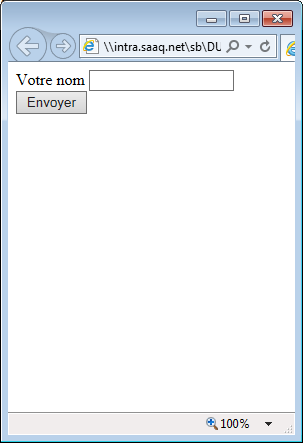 \\intra.saaq.net\sb\DU
Votre nom
Envoyer
100%